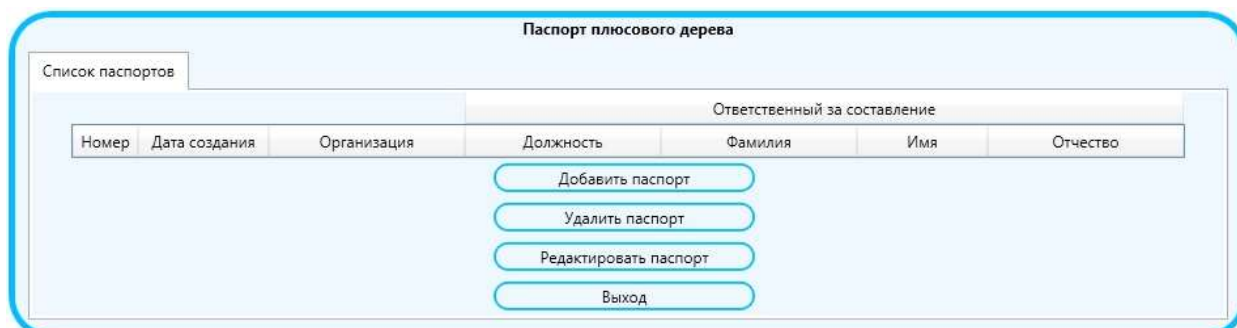 Паспорт плюсового дерева
Список паспортов
Ответственный за составление
Номер Дата создания Организация Должность Фамилия Имя Отчество
Добавить паспорт
Удалить паспорт
Редактировать паспорт
Выход